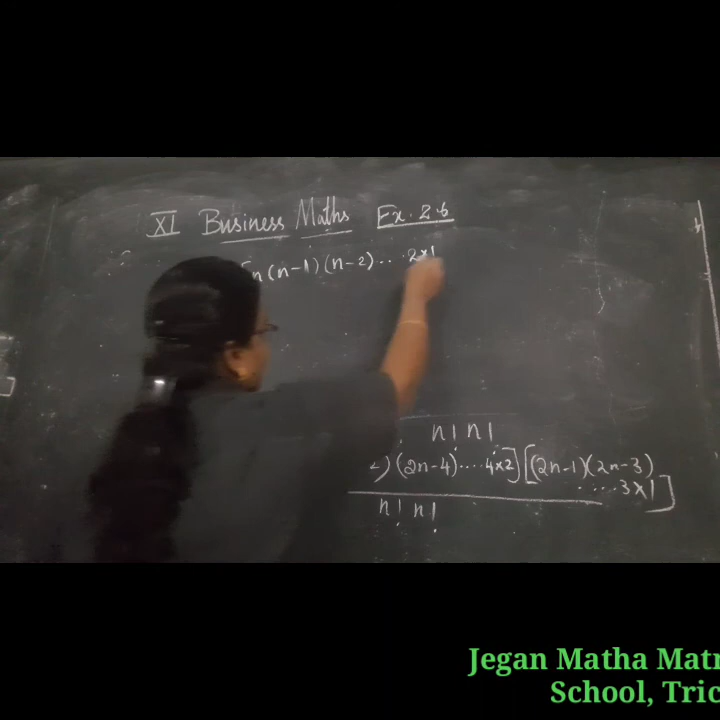 XI Business Maths Ex. 2.6
[n (n-1) (n-2) ... 2×1
n! n!
2) (2n-4) .... 4×2] [(2n-1) (2n-3)
.... 3×1]
n! n!
Jegan Matha Matr
School, Tric